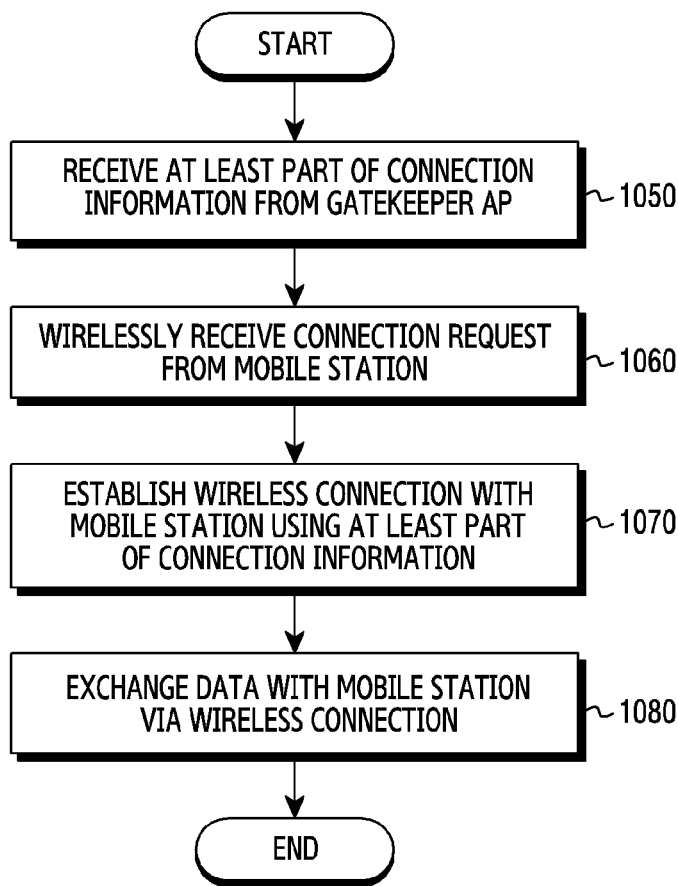 START
RECEIVE AT LEAST PART OF CONNECTION
INFORMATION FROM GATEKEEPER AP
1050
WIRELESSLY RECEIVE CONNECTION REQUEST
FROM MOBILE STATION
1060
ESTABLISH WIRELESS CONNECTION WITH
MOBILE STATION USING AT LEAST PART
OF CONNECTION INFORMATION
1070
EXCHANGE DATA WITH MOBILE STATION
VIA WIRELESS CONNECTION
1080
END